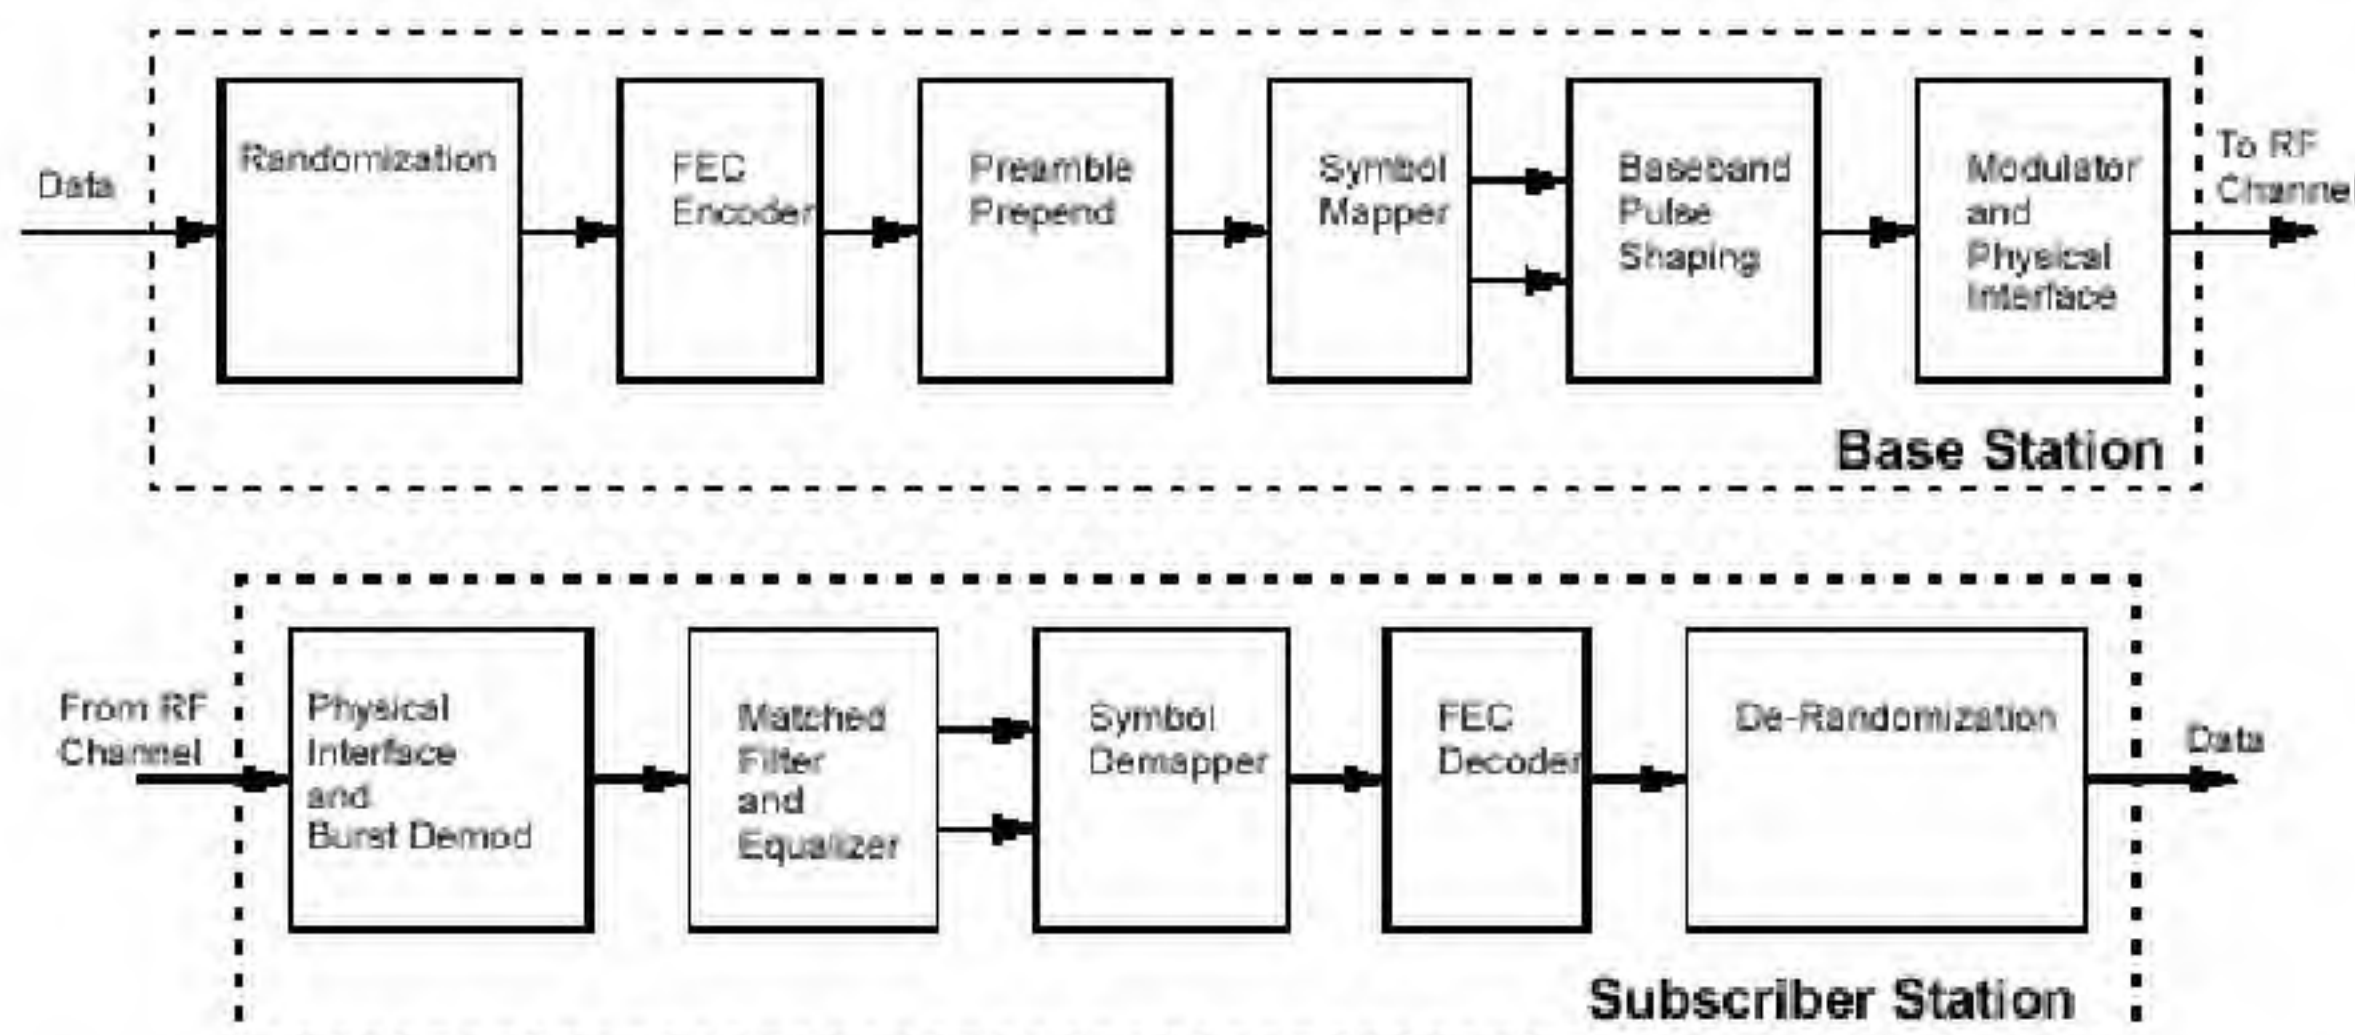 Data
Randomization
FEC
Encoder
Preamble
Prepend
Symbol
Mapper
Baseband
Pulse
Shaping
Modulator
and
Physical
Interface
To RF
Channel
Base Station
From RF
Channel
Physical
Interface
and
Burst Demod
Matched
Filter
and
Equalizer
Symbol
Demapper
FEC
Decoder
De-Randomization
Data
Subscriber Station